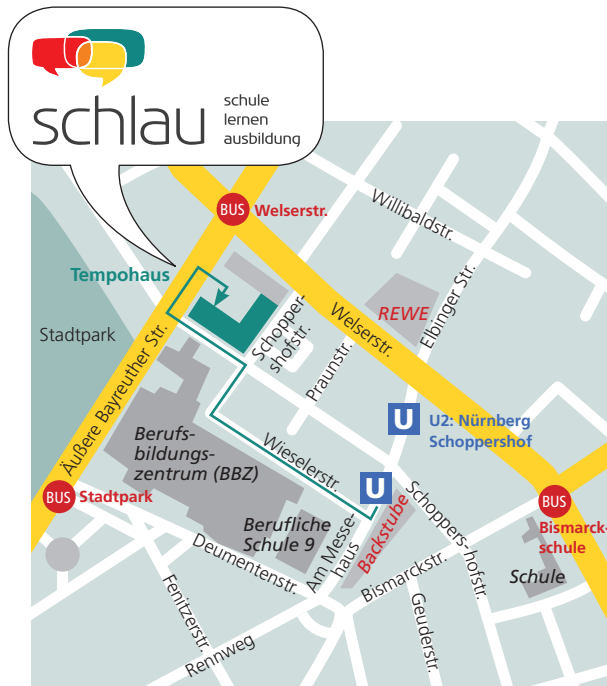 schlau
schule
lernen
ausbildung
BUS
Welserstr.
Willibaldstr.
Tempohaus
REWE
Elbinger Str.
Stadtpark
Äußere Bayreuther Str.
Schopper-
shofstr.
Welserstr.
Praunstr.
U
U2: Nürnberg
Schoppershof
Berufs-
bildungs-
zentrum (BBZ)
Wieselerstr.
U
BUS
Stadtpark
Berufliche
Schule 9
Am Messe-
haus
Backstube
Schoppers-hofstr.
BUS
Bismarck-
schule
Schule
Deumentenstr.
Bismarckstr.
Fenitzerstr.
Geuderstr.
Rennweg